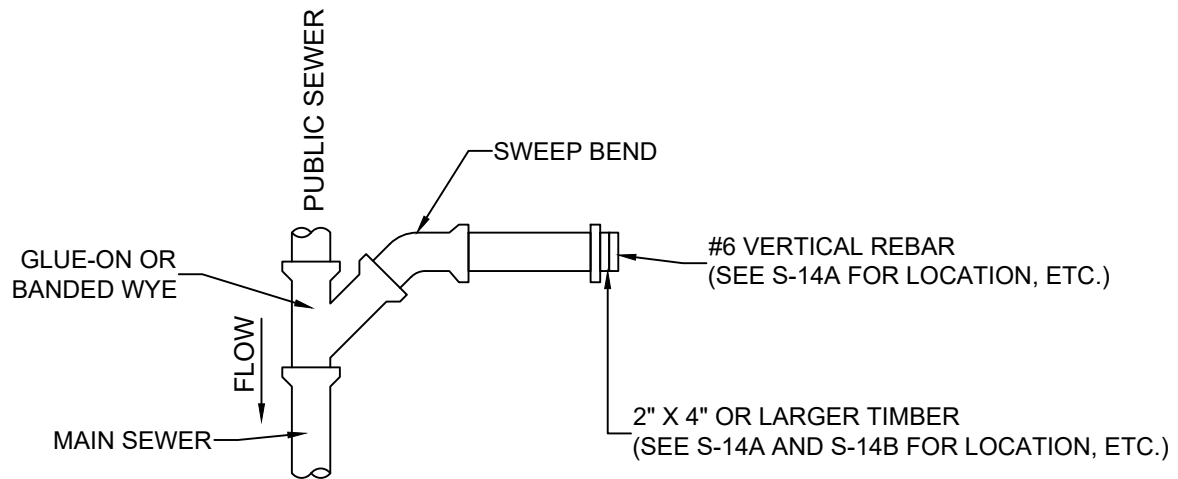 PUBLIC SEWER
SWEEP BEND
GLUE-ON OR
BANDED WYE
#6 VERTICAL REBAR
(SEE S-14A FOR LOCATION, ETC.)
FLOW
MAIN SEWER
2" X 4" OR LARGER TIMBER
(SEE S-14A AND S-14B FOR LOCATION, ETC.)